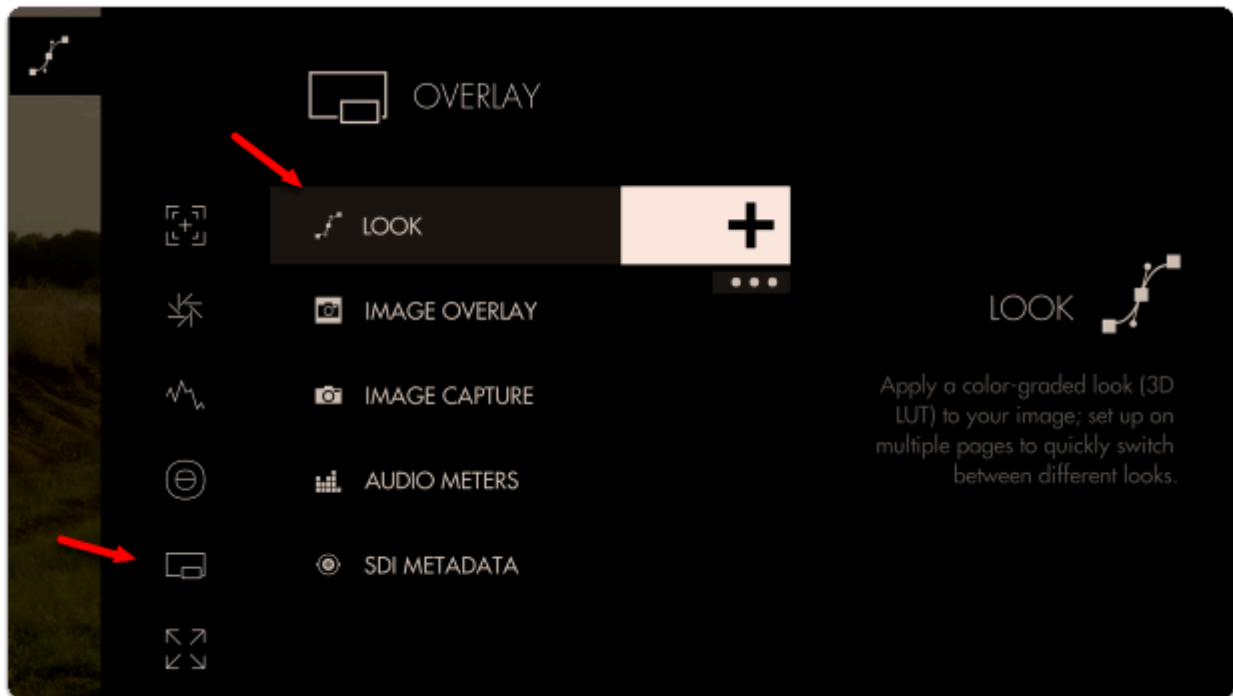 OVERLAY
LOOK
IMAGE OVERLAY
IMAGE CAPTURE
AUDIO METERS
SDI METADATA
LOOK
Apply a color-graded look (3D
LUT) to your image; set up on
multiple pages to quickly switch
between different looks.